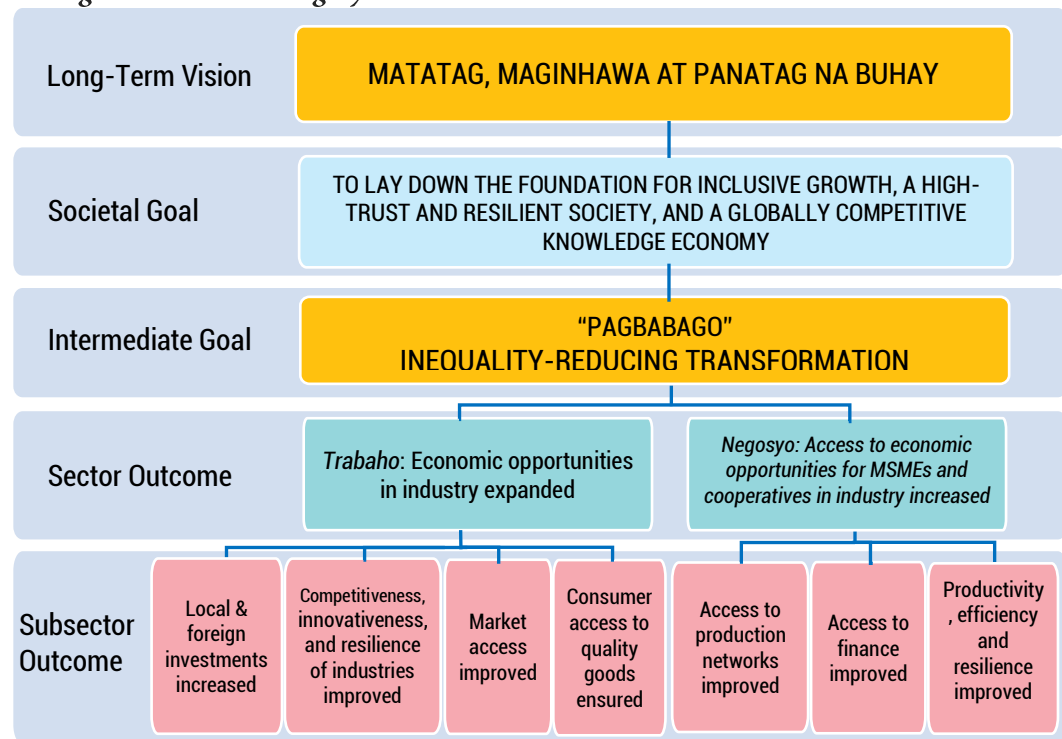 Long-Term Vision
MATATAG, MAGINHAWA AT PANATAG NA BUHAY
Societal Goal
TO LAY DOWN THE FOUNDATION FOR INCLUSIVE GROWTH, A HIGH-
TRUST AND RESILIENT SOCIETY, AND A GLOBALLY COMPETITIVE
KNOWLEDGE ECONOMY
Intermediate Goal
“PAGBABAGO”
INEQUALITY-REDUCING TRANSFORMATION
Sector Outcome
Trabaho: Economic opportunities
in industry expanded
Negosyo: Access to economic
opportunities for MSMEs and
cooperatives in industry increased
Subsector
Outcome
Local &
foreign
investments
increased
Competitiveness,
innovativeness,
and resilience
of industries
improved
Market
access
improved
Consumer
access to
quality
goods
ensured
Access to
production
networks
improved
Access to
finance
improved
Productivity
, efficiency
and
resilience
improved